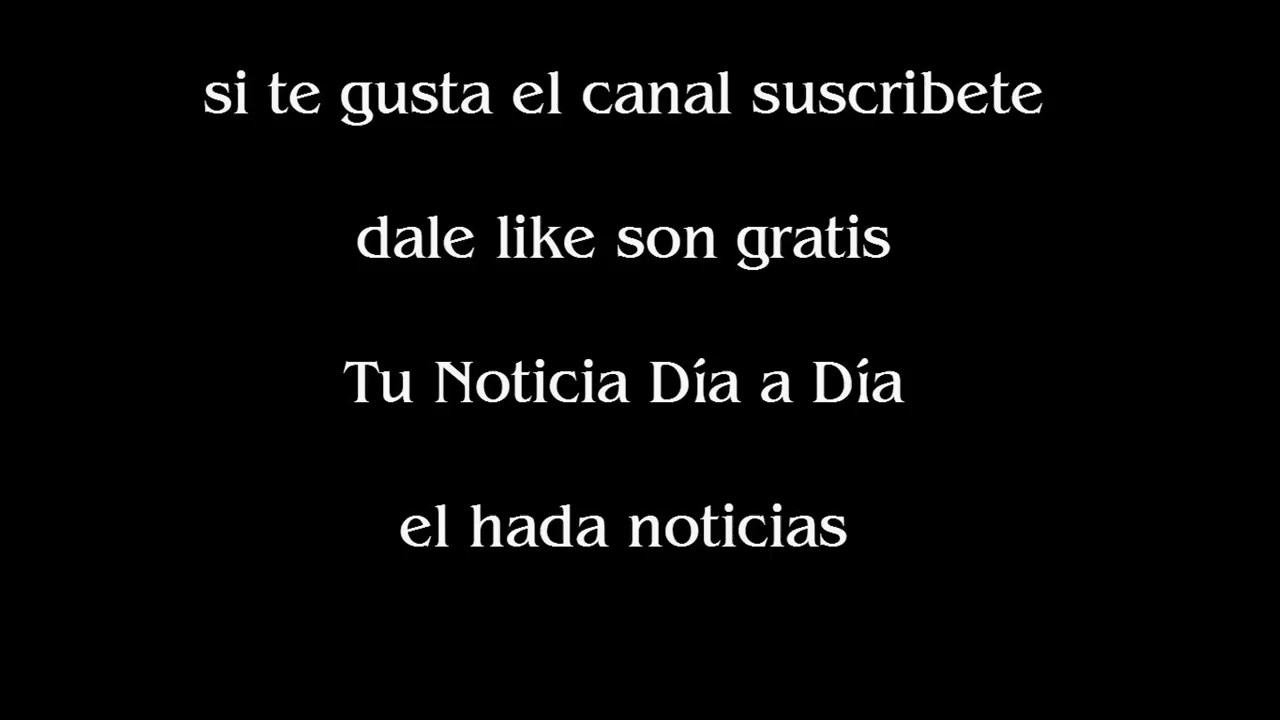 si te gusta el canal suscribete
dale like son gratis
Tu Noticia Día a Día
el hada noticias